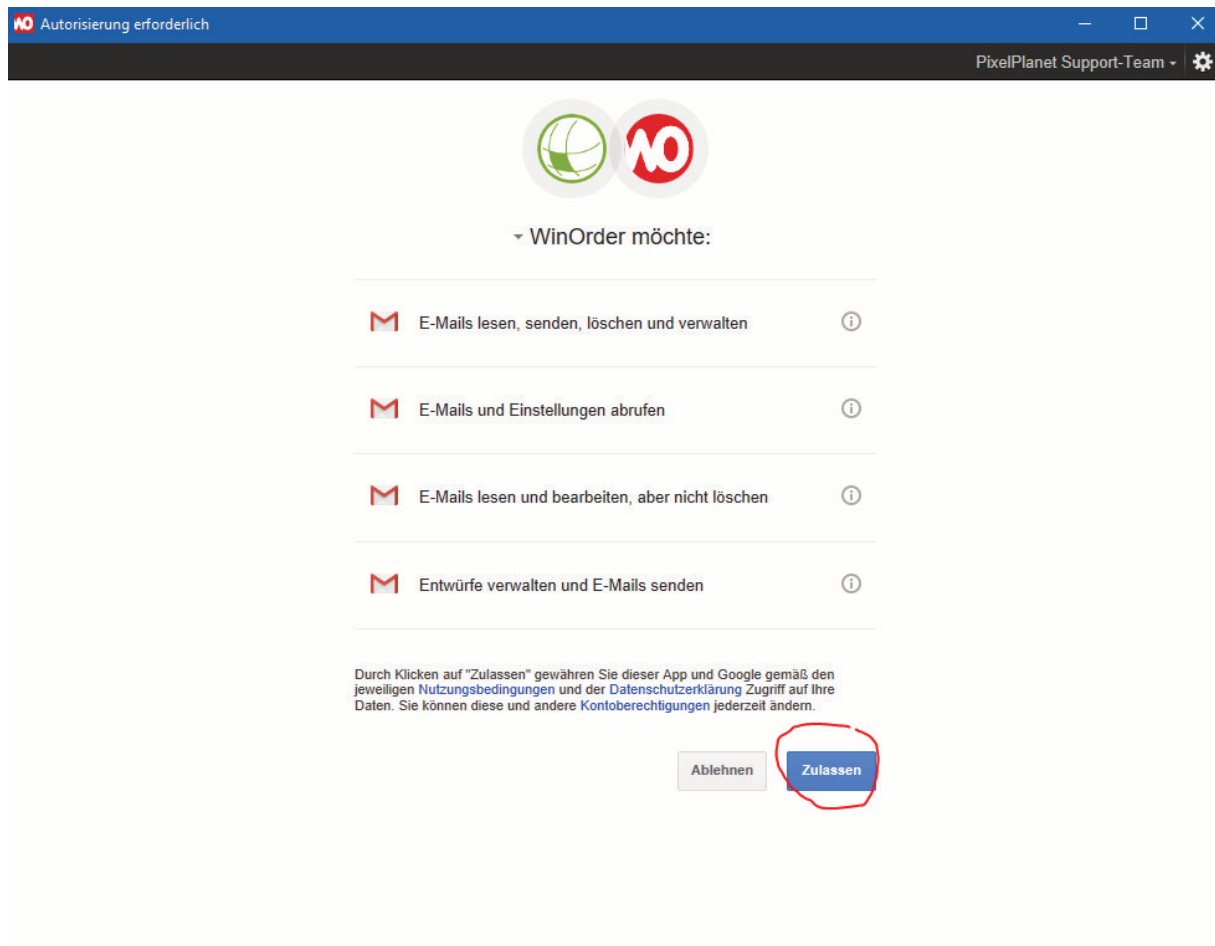 Autorisierung erforderlich
PixelPlanet Support-Team
WO
WinOrder möchte:
E-Mails lesen, senden, löschen und verwalten
E-Mails und Einstellungen abrufen
E-Mails lesen und bearbeiten, aber nicht löschen
Entwürfe verwalten und E-Mails senden
Durch Klicken auf "Zulassen" gewähren Sie dieser App und Google gemäß den
jeweiligen Nutzungsbedingungen und der Datenschutzerklärung Zugriff auf Ihre
Daten. Sie können diese und andere Kontoberechtigungen jederzeit ändern.
Ablehnen Zulassen